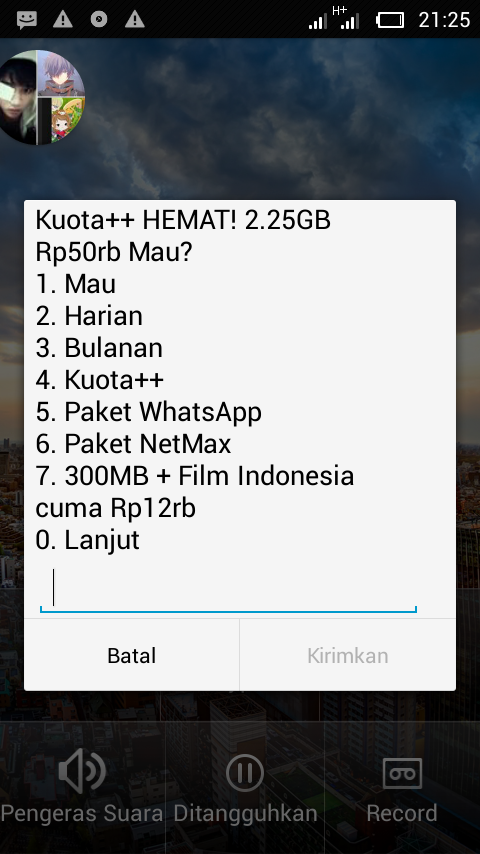 H+
21:25
Kuota++ HEMAT! 2.25GB
Rp50rb Mau?
1. Mau
2. Harian
3. Bulanan
4. Kuota++
5. Paket WhatsApp
6. Paket NetMax
7. 300MB + Film Indonesia
cuma Rp12rb
0. Lanjut
Batal
Kirimkan
Pengeras Suara
Ditangguhkan
Record